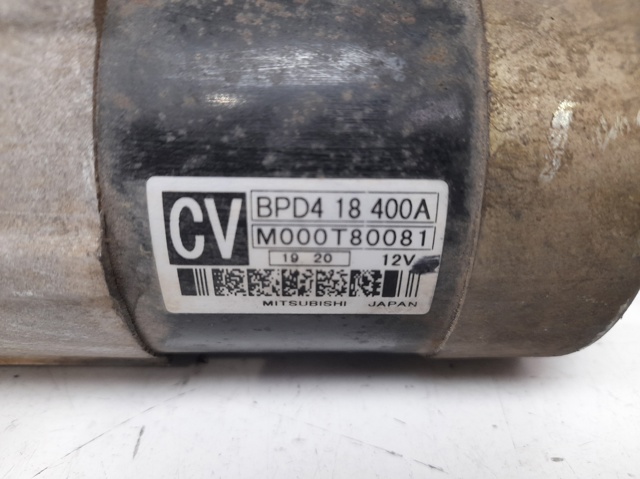 CV
BPD4 18 400A
M000T80081
19 20 12V
MITSUBISHI JAPAN